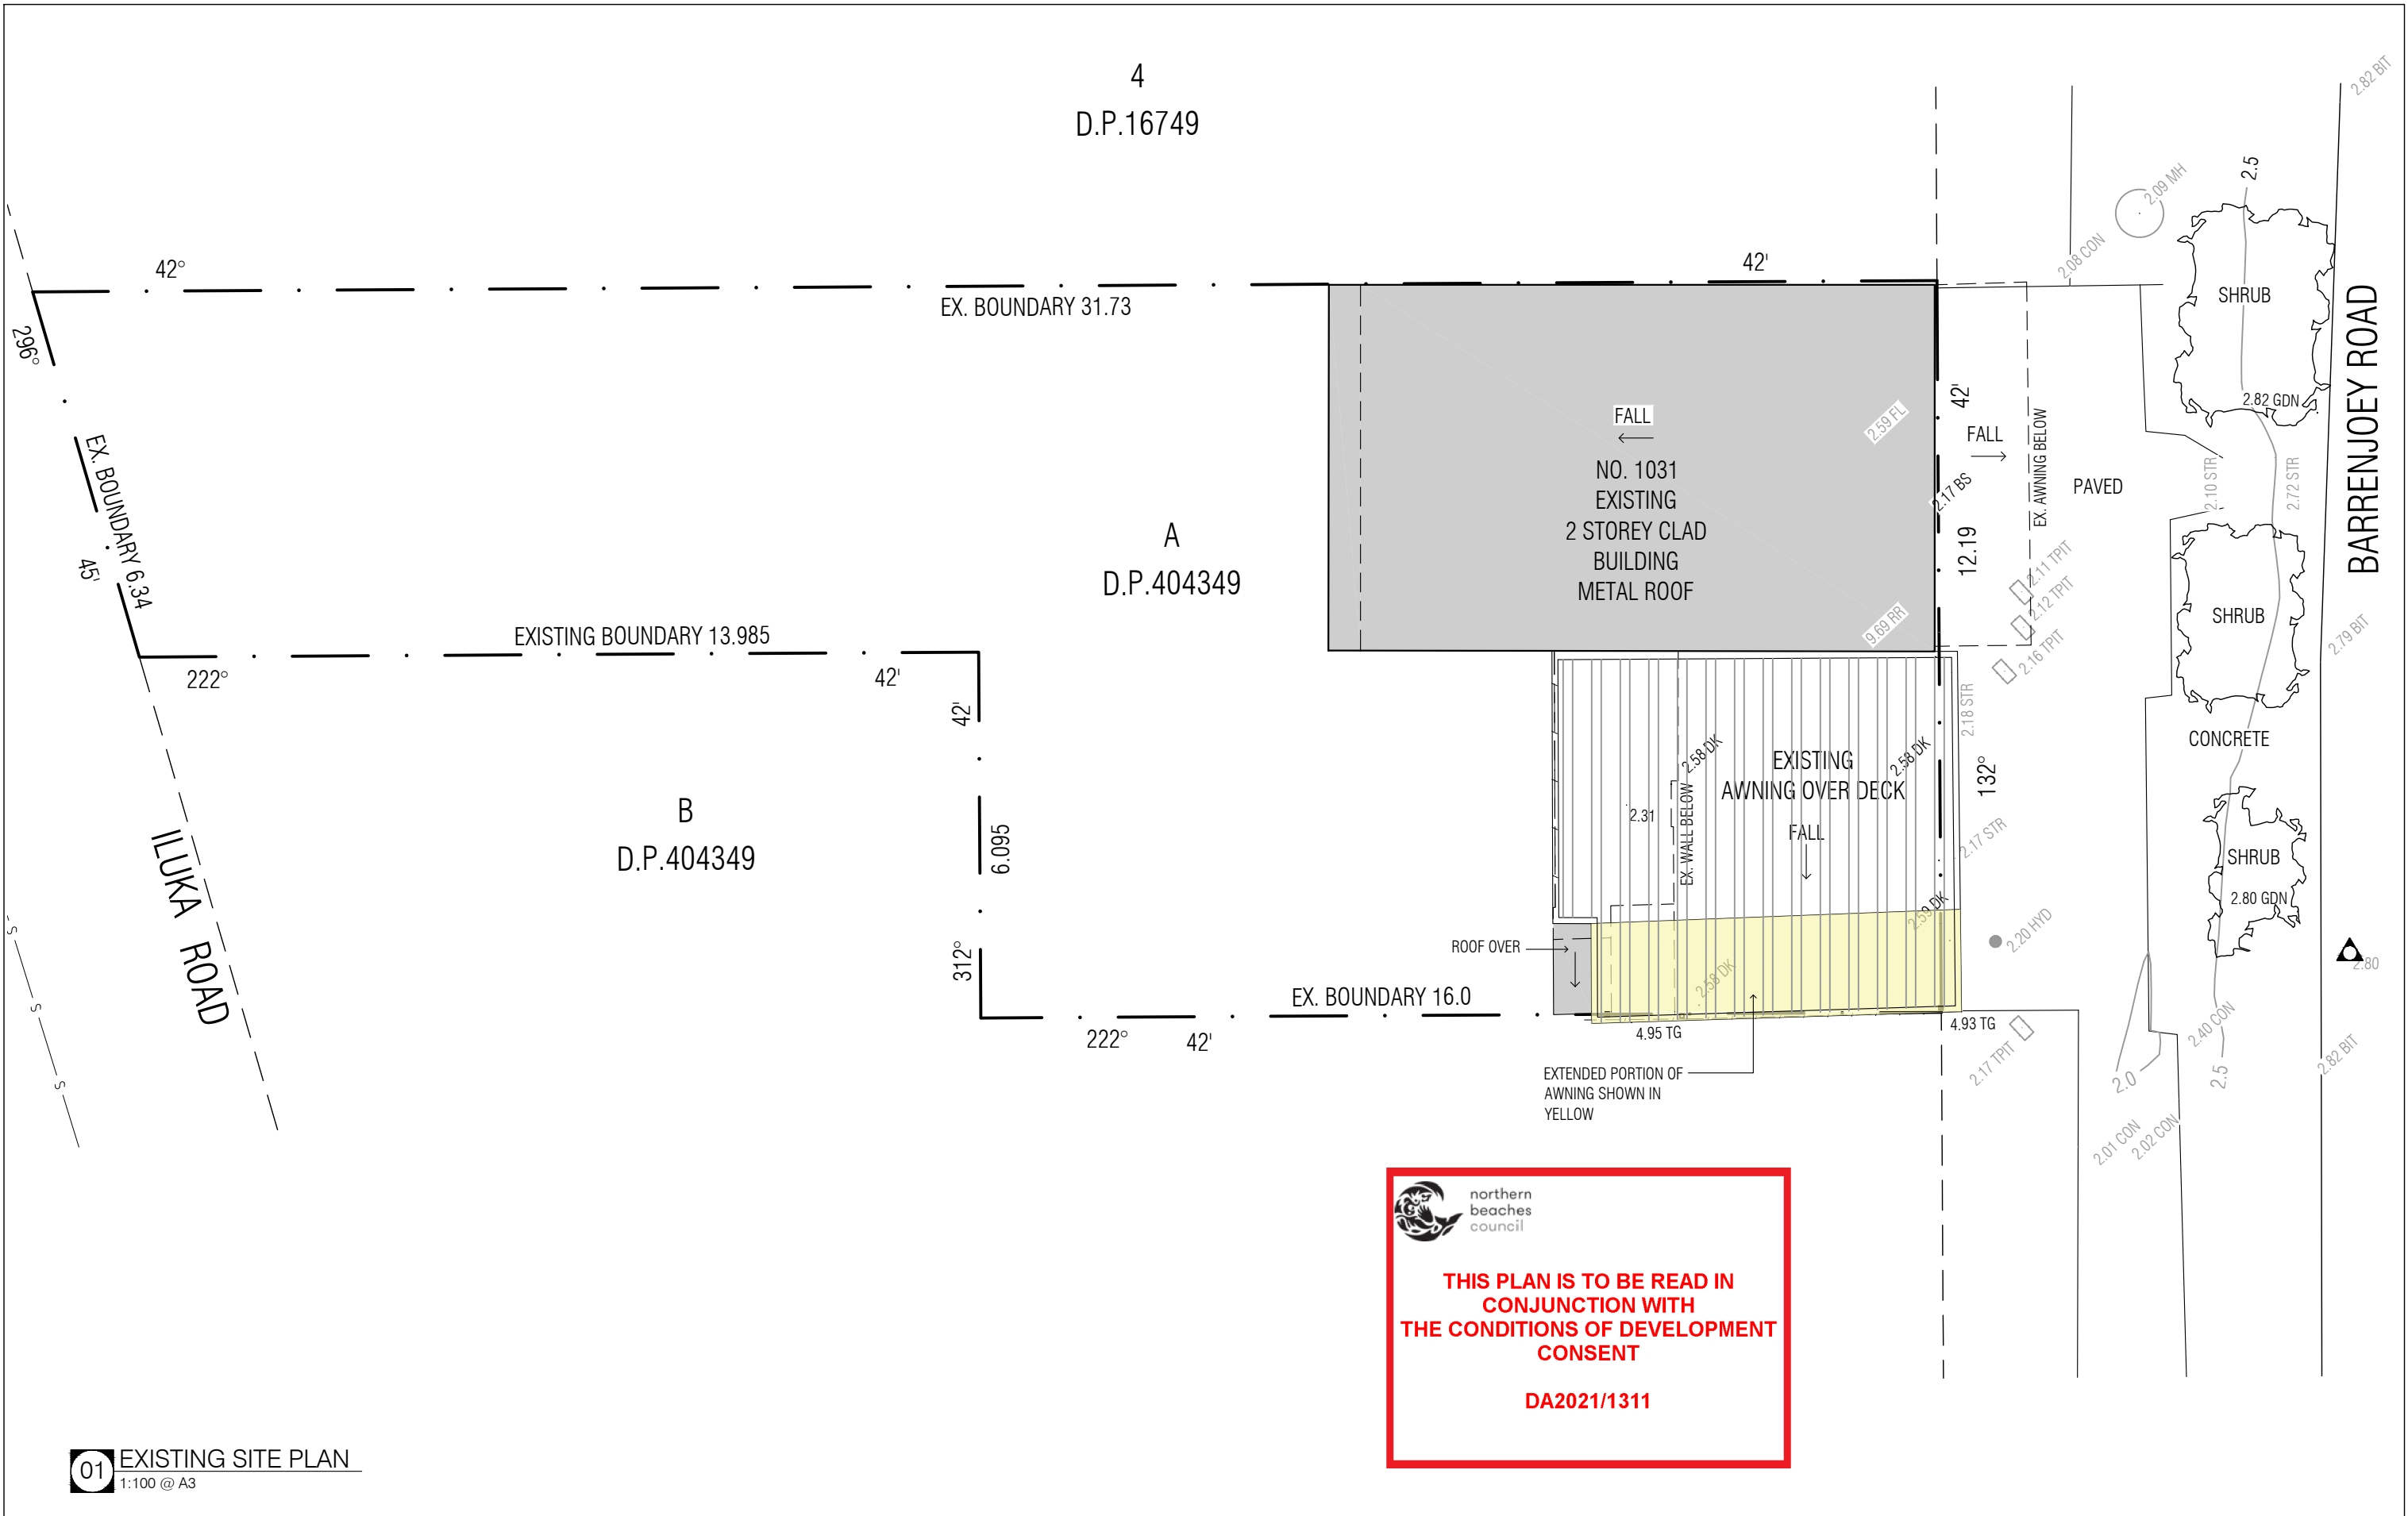 4
D.P.16749
2.82 BIT
2.5
2.09 MH
2.08 CON
42°
42'
EX. BOUNDARY 31.73
296°
SHRUB
2.82 GDN
BARRENJOEY ROAD
EX. BOUNDARY 6.34
45'
FALL
2.59 FL
42'
FALL
EX. AWNING BELOW
NO. 1031
EXISTING
2 STOREY CLAD
BUILDING
METAL ROOF
2.17 BS
PAVED
2.10 STR
2.72 STR
A
D.P.404349
12.19
2.11 TPIT
2.12 TPIT
2.16 TPIT
9.69 RR
SHRUB
2.79 BIT
EXISTING BOUNDARY 13.985
222°
42'
42'
2.18 STR
CONCRETE
2.58 DK
EXISTING
AWNING OVER DECK
2.58 DK
132°
2.31
EX. WALL BELOW
FALL
B
D.P.404349
6.095
2.17 STR
SHRUB
2.80 GDN
ILUKA ROAD
312°
ROOF OVER
2.59 DK
2.58 DK
2.20 HYD
2.80
EX. BOUNDARY 16.0
222°
42'
4.95 TG
4.93 TG
2.17 TPIT
2.0
2.40 CON
2.5
2.82 BIT
2.01 CON
2.02 CON
S
S
S
EXTENDED PORTION OF
AWNING SHOWN IN
YELLOW
northern
beaches
council
THIS PLAN IS TO BE READ IN
CONJUNCTION WITH
THE CONDITIONS OF DEVELOPMENT
CONSENT
DA2021/1311
01 EXISTING SITE PLAN
1:100 @ A3